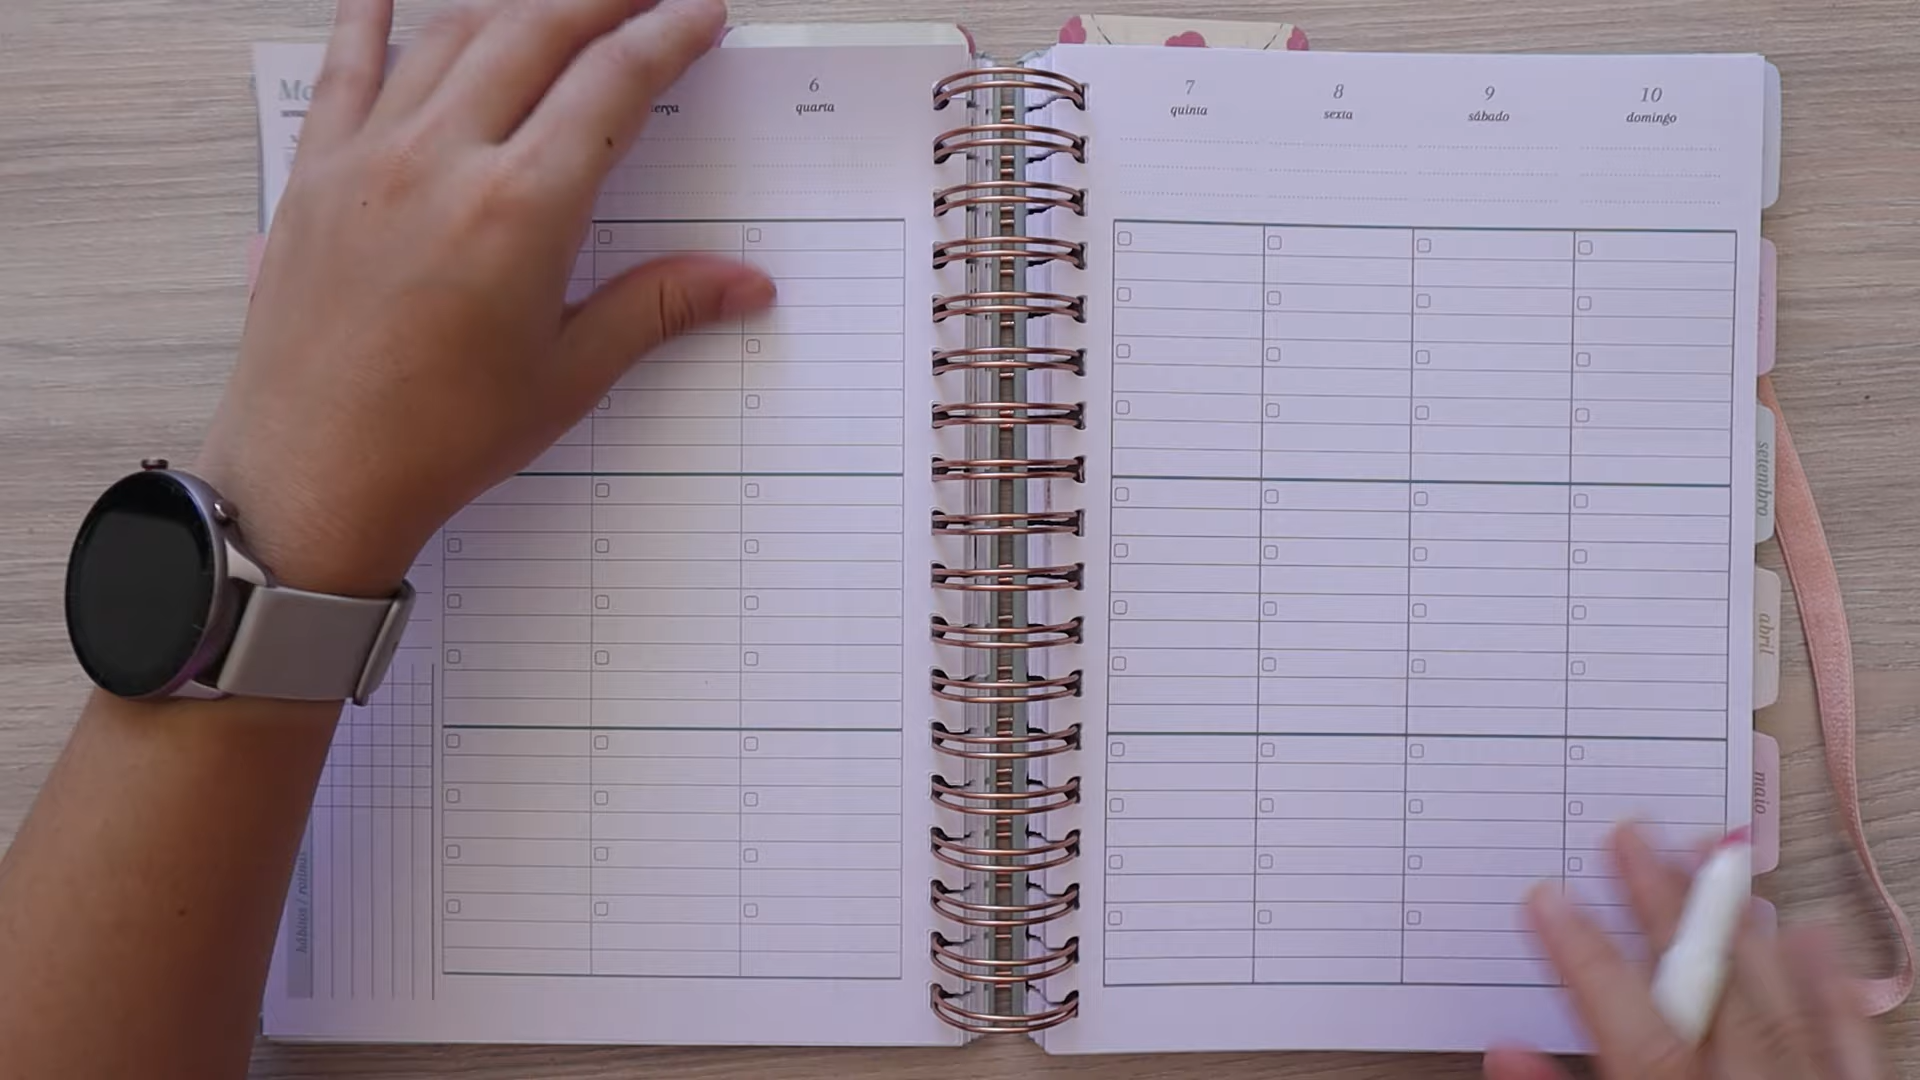 6
quarta
7
quinta
8
sexta
9
sábado
10
domingo
hábitos / rotinas
setembro
abril
maio